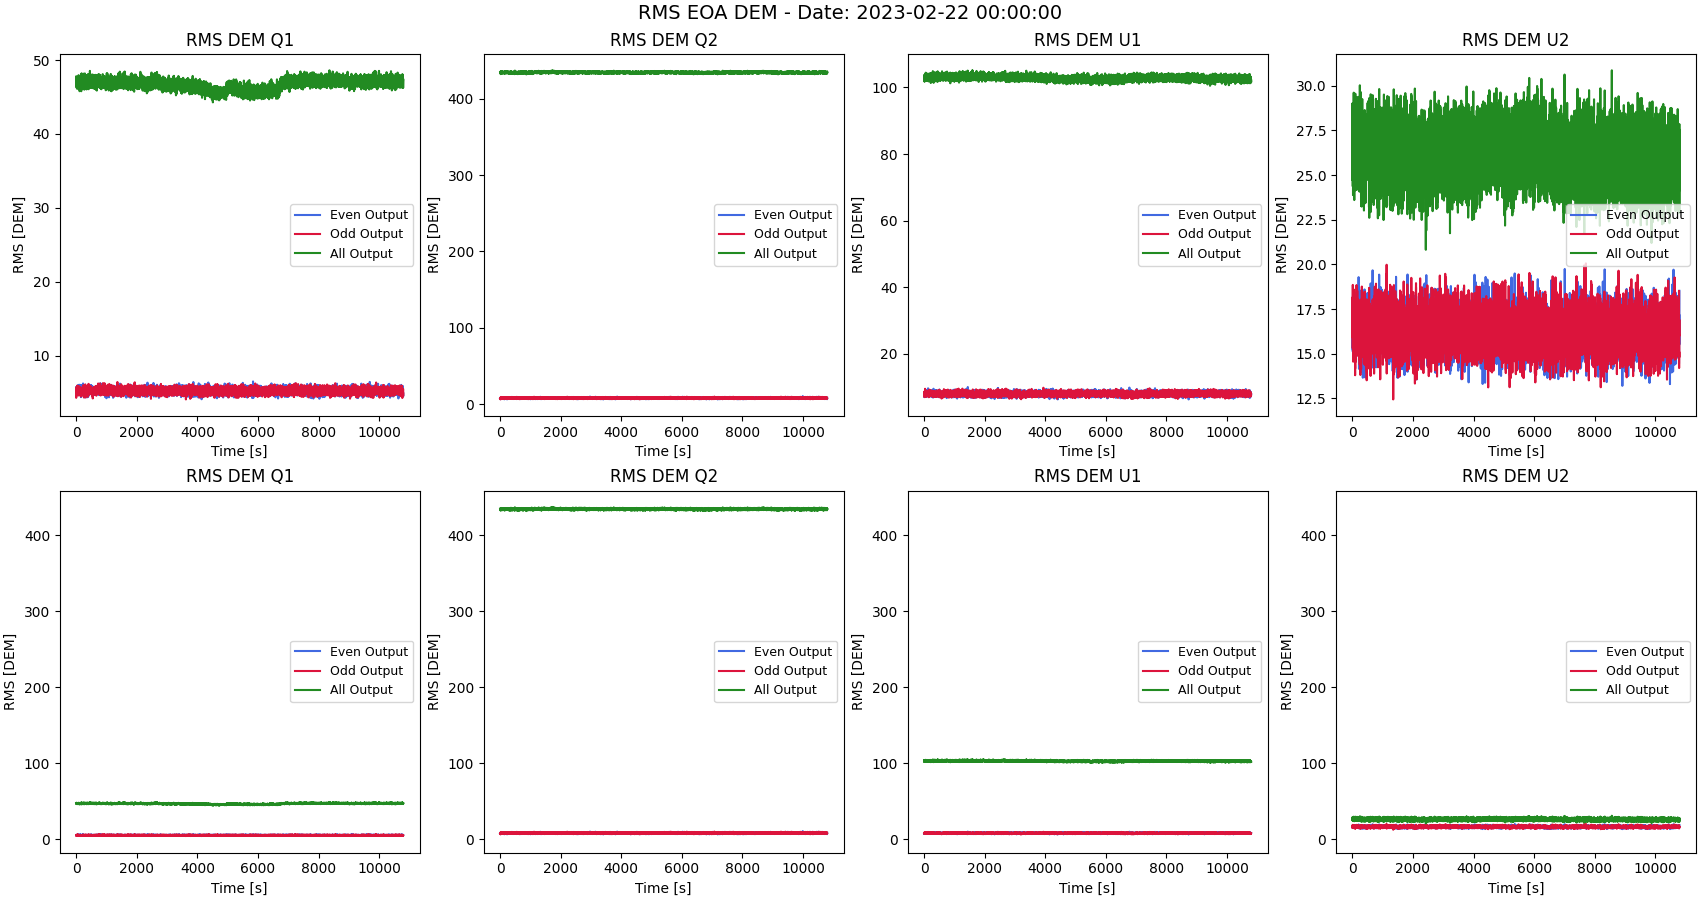 RMS EOA DEM - Date: 2023-02-22 00:00:00
RMS DEM Q1
RMS [DEM]
50
40
30
20
10
Even Output
Odd Output
All Output
0 2000 4000 6000 8000 10000
Time [s]
RMS DEM Q2
RMS [DEM]
400
300
200
100
0
Even Output
Odd Output
All Output
0 2000 4000 6000 8000 10000
Time [s]
RMS DEM U1
RMS [DEM]
100
80
60
40
20
Even Output
Odd Output
All Output
0 2000 4000 6000 8000 10000
Time [s]
RMS DEM U2
RMS [DEM]
30.0
27.5
25.0
22.5
20.0
17.5
15.0
12.5
Even Output
Odd Output
All Output
0 2000 4000 6000 8000 10000
Time [s]
RMS DEM Q1
RMS [DEM]
400
300
200
100
0
Even Output
Odd Output
All Output
0 2000 4000 6000 8000 10000
Time [s]
RMS DEM Q2
RMS [DEM]
400
300
200
100
0
Even Output
Odd Output
All Output
0 2000 4000 6000 8000 10000
Time [s]
RMS DEM U1
RMS [DEM]
400
300
200
100
0
Even Output
Odd Output
All Output
0 2000 4000 6000 8000 10000
Time [s]
RMS DEM U2
RMS [DEM]
400
300
200
100
0
Even Output
Odd Output
All Output
0 2000 4000 6000 8000 10000
Time [s]